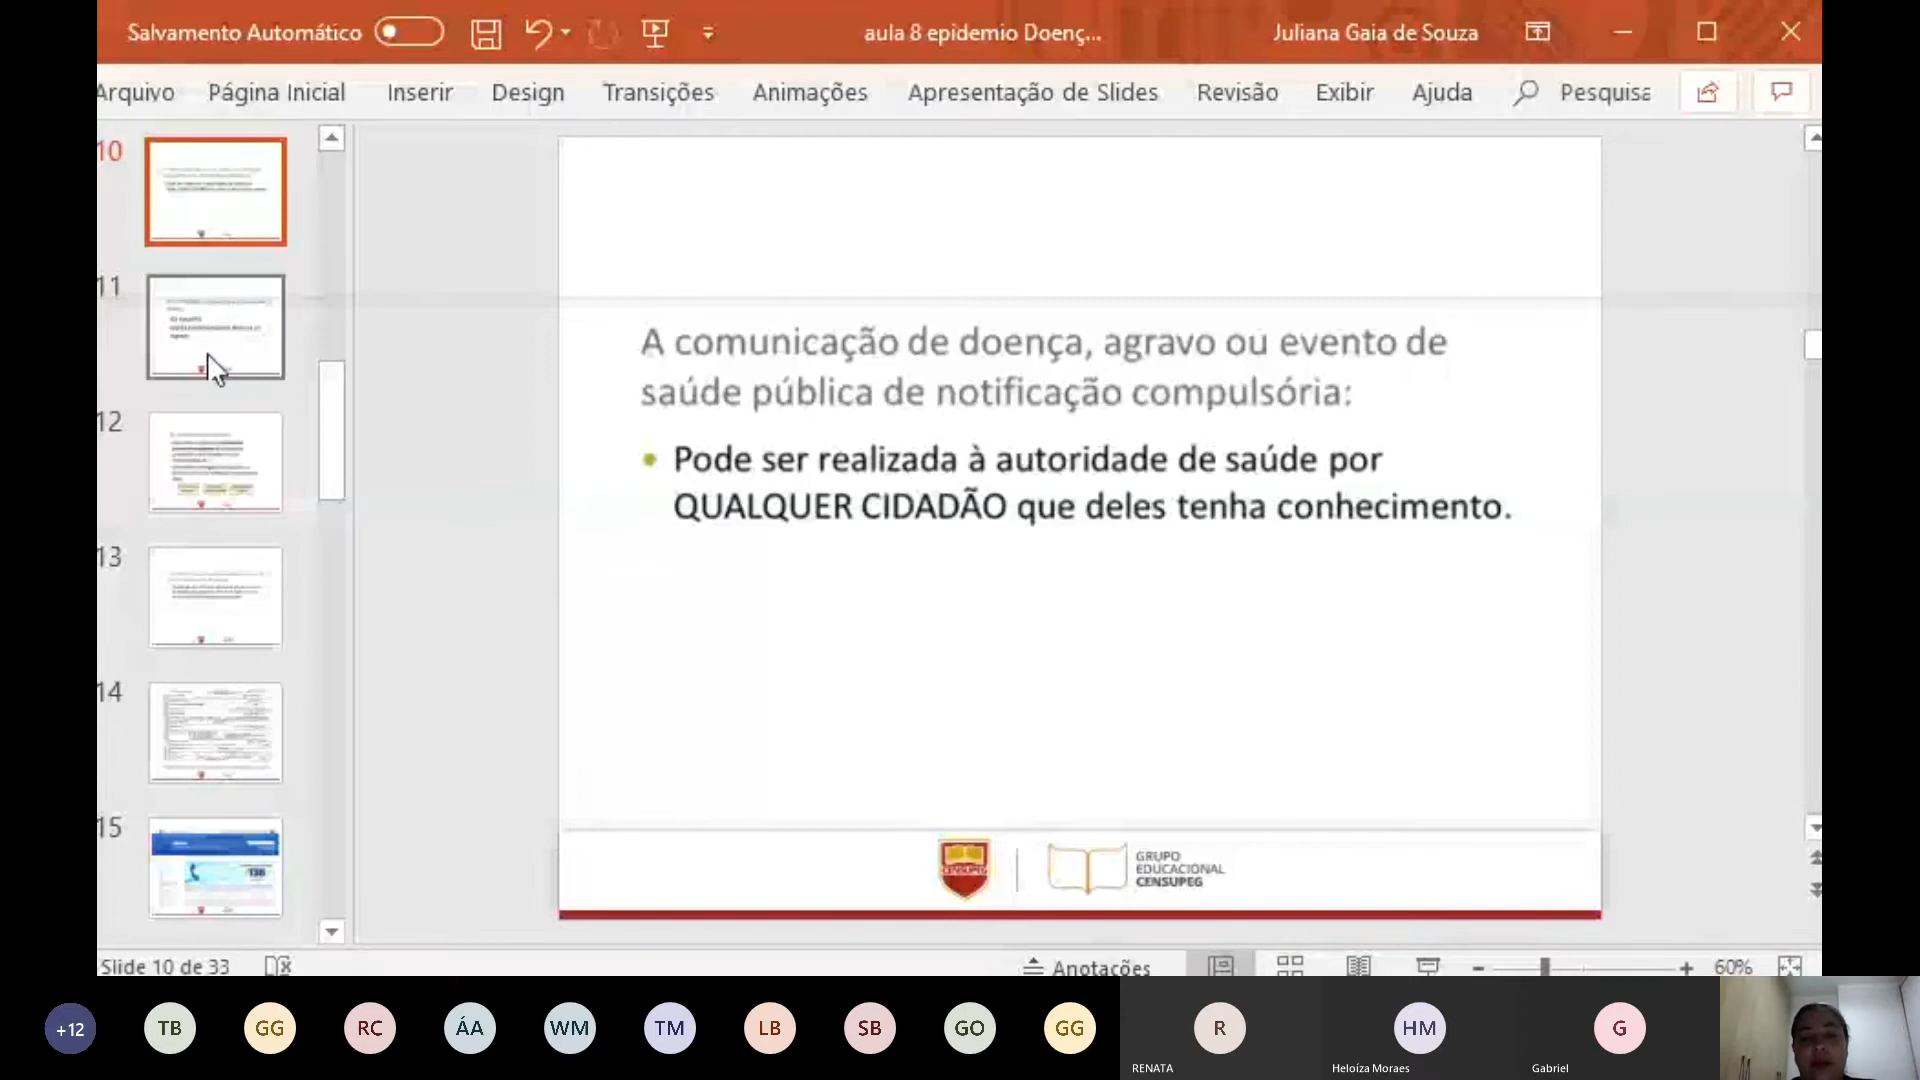 Salvamento Automático
aula 8 epidemio Doenç...
Juliana Gaia de Souza
Arquivo
Página Inicial
Inserir
Design
Transições
Animações
Apresentação de Slides
Revisão
Exibir
Ajuda
Pesquisa
10
11
12
13
14
15
136
A comunicação de doença, agravo ou evento de
saúde pública de notificação compulsória:
• Pode ser realizada à autoridade de saúde por
QUALQUER CIDADÃO que deles tenha conhecimento.
CENSUPEG
GRUPO
EDUCACIONAL
CENSUPEG
Slide 10 de 33
Anotações
60%
+12
TB
GG
RC
ÁA
WM
TM
LB
SB
GO
GG
R
RENATA
HM
Heloíza Moraes
G
Gabriel